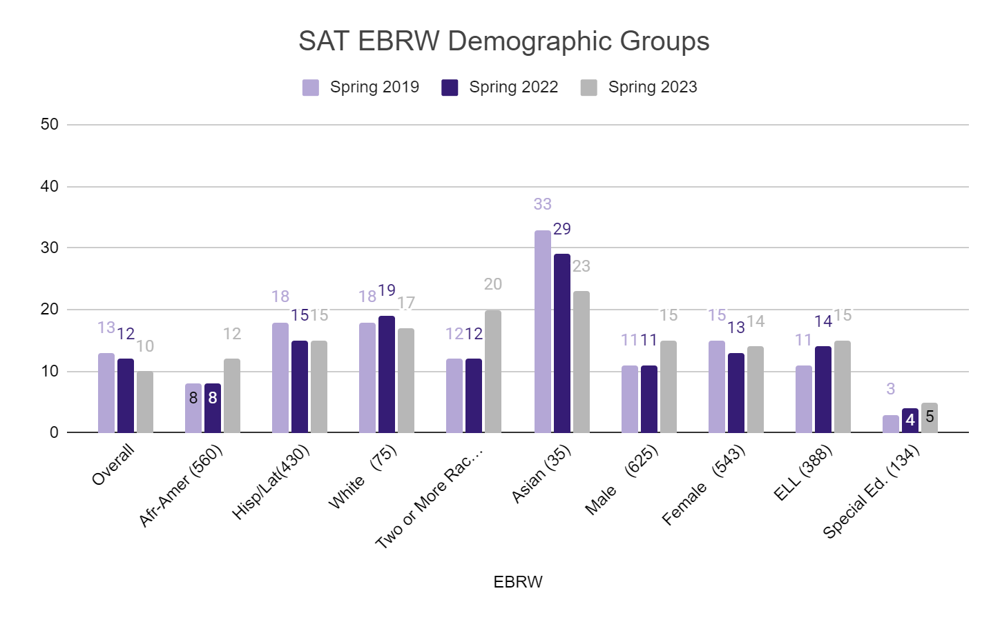 SAT EBRW Demographic Groups
Spring 2019 Spring 2022 Spring 2023
50
40
30
20
10
0
13 12 10
8 8 12
18 15 15
18 19 17
12 12 20
33 29 23
11 11 15
15 13 14
11 14 15
3 4 5
Overall
Afr-Amer (560)
Hisp/Lat(430)
White (75)
Two or More Rac...
Asian (35)
Male (625)
Female (543)
ELL (388)
Special Ed. (134)
EBRW